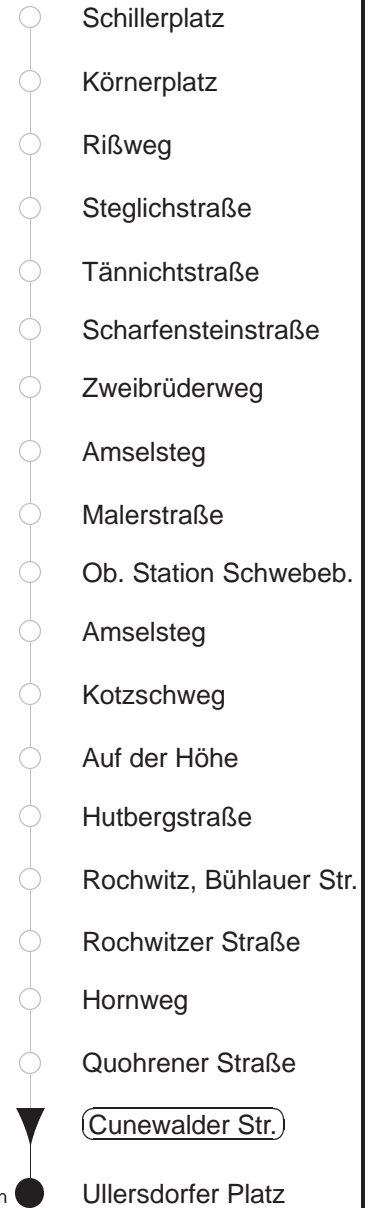 Schillerplatz
Körnerplatz
Rißweg
Steglichstraße
Tännichtstraße
Scharfensteinstraße
Zweibrüderweg
Amselsteg
Malerstraße
Ob. Station Schwebeb.
Amselsteg
Kotzschweg
Auf der Höhe
Hutbergstraße
Rochwitz, Bühlauer Str.
Rochwitzer Straße
Hornweg
Quohrener Straße
Cunewalder Str.
Ullersdorfer Platz